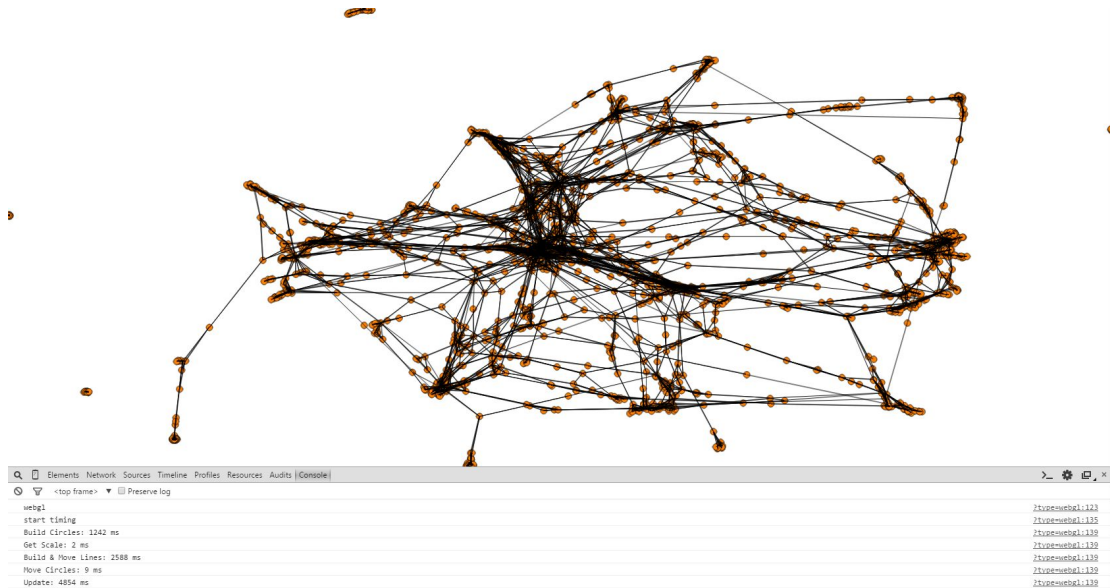 Elements Network Sources Timeline Profiles Resources Audits Console
<top frame> ▼ Preserve log
webgl ?type=webgl:123
start timing ?type=webgl:135
Build Circles: 1242 ms ?type=webgl:139
Get Scale: 2 ms ?type=webgl:139
Build & Move Lines: 2588 ms ?type=webgl:139
Move Circles: 9 ms ?type=webgl:139
Update: 4854 ms ?type=webgl:139